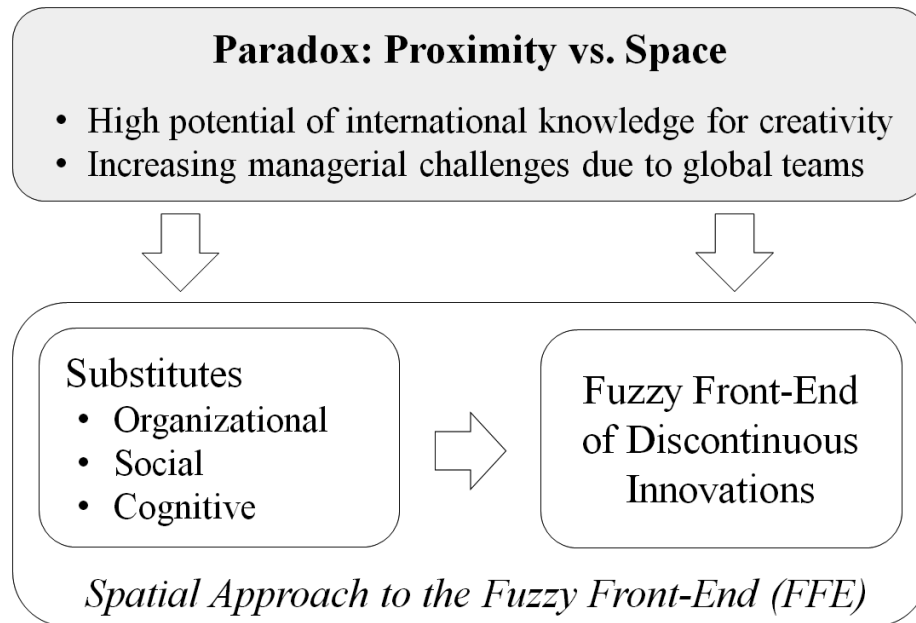 Paradox: Proximity vs. Space
• High potential of international knowledge for creativity
• Increasing managerial challenges due to global teams
Substitutes
• Organizational
• Social
• Cognitive
Fuzzy Front-End
of Discontinuous
Innovations
Spatial Approach to the Fuzzy Front-End (FFE)